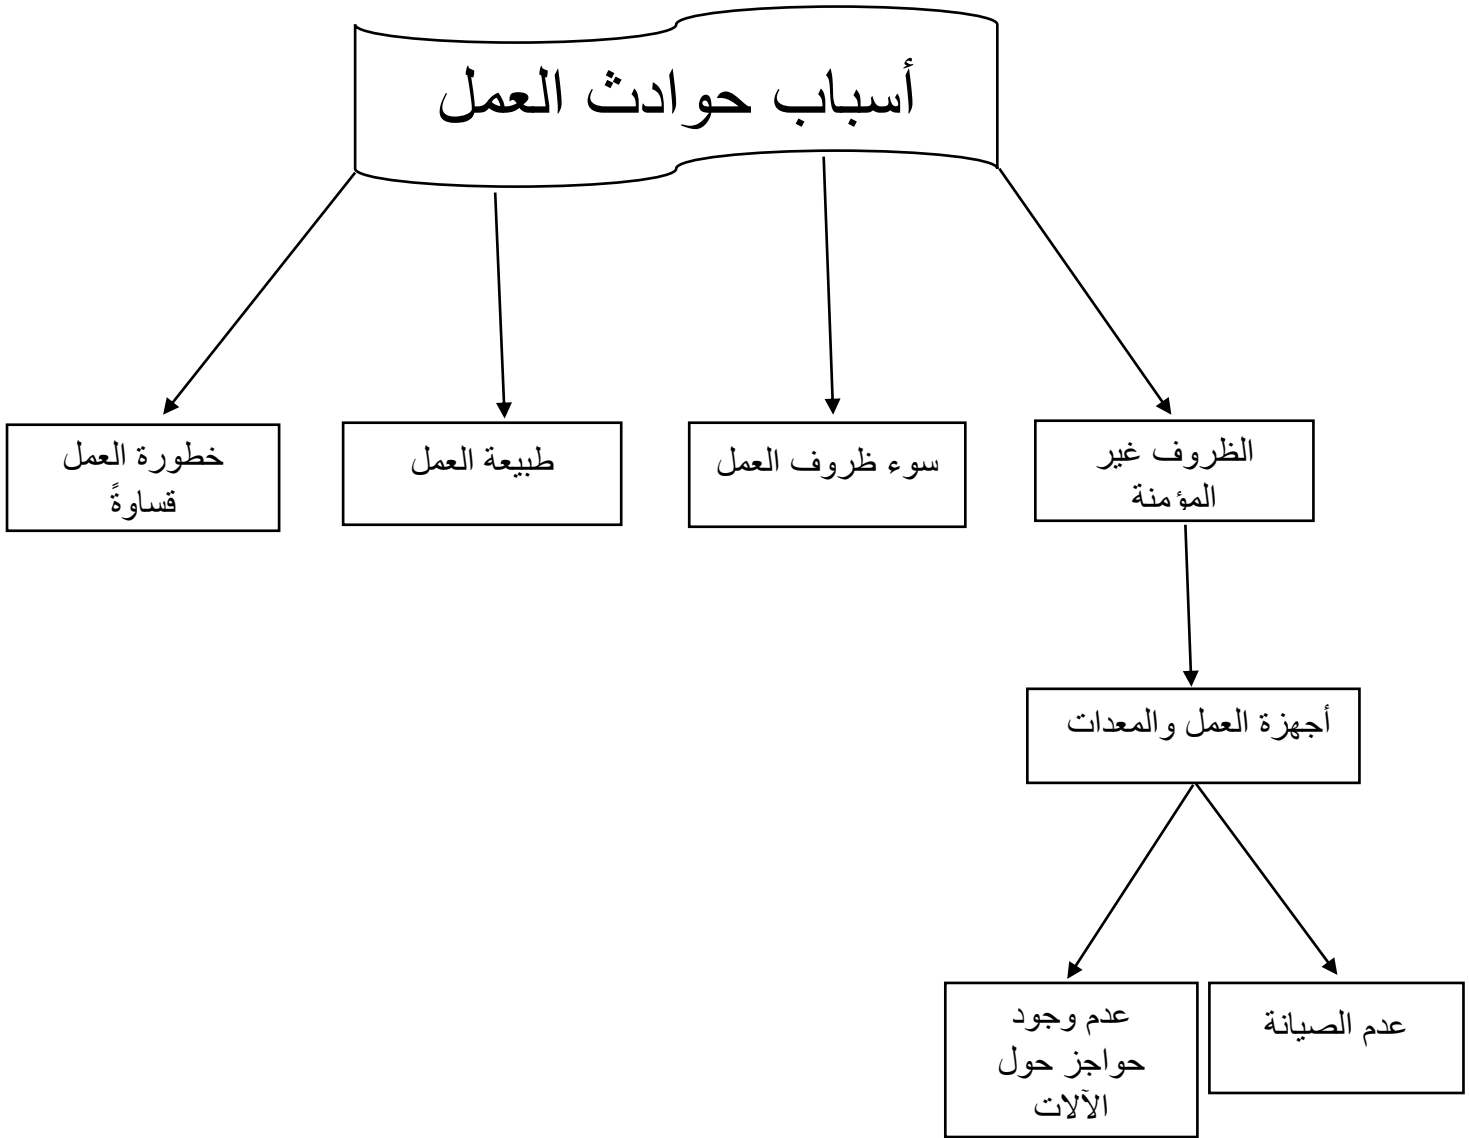 أسباب حوادث العمل
الظروف غير
المؤمنة
سوء ظروف العمل
طبيعة العمل
خطورة العمل
قساوةً
أجهزة العمل والمعدات
عدم الصيانة
عدم وجود
حواجز حول
الآلات